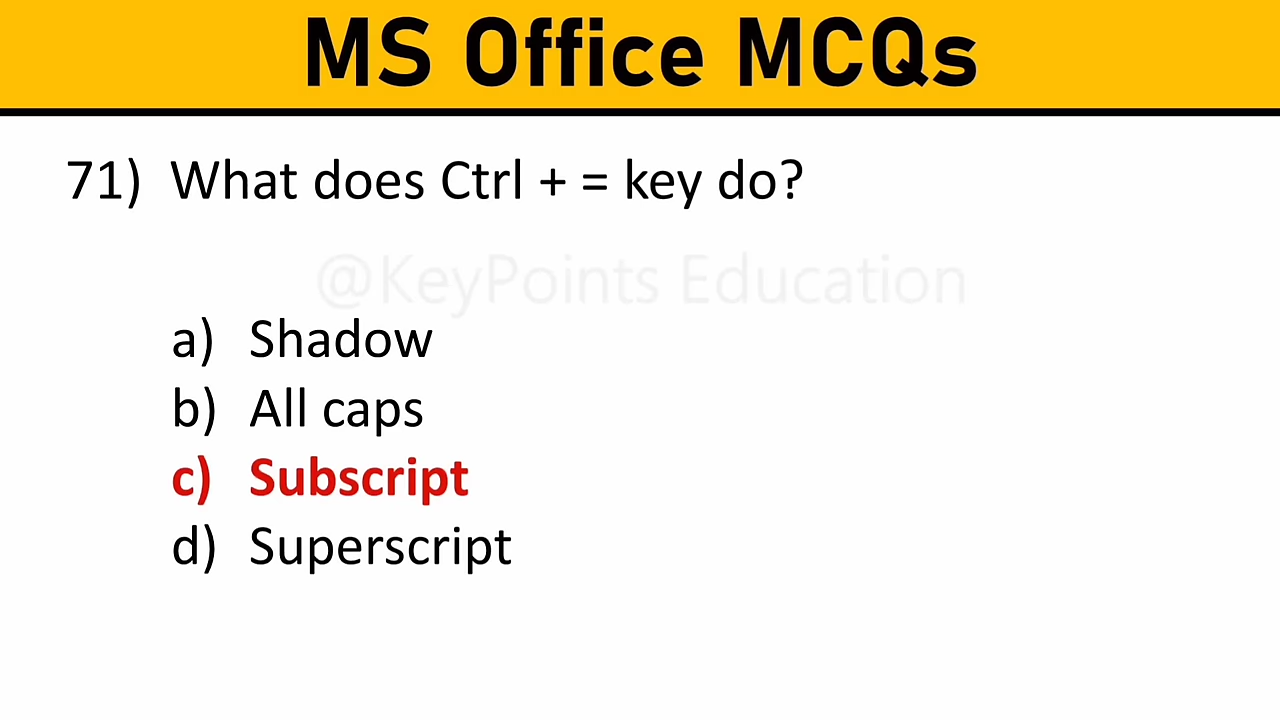 MS Office MCQs
71) What does Ctrl + = key do?
@KeyPoints Education
a) Shadow
b) All caps
c) Subscript
d) Superscript